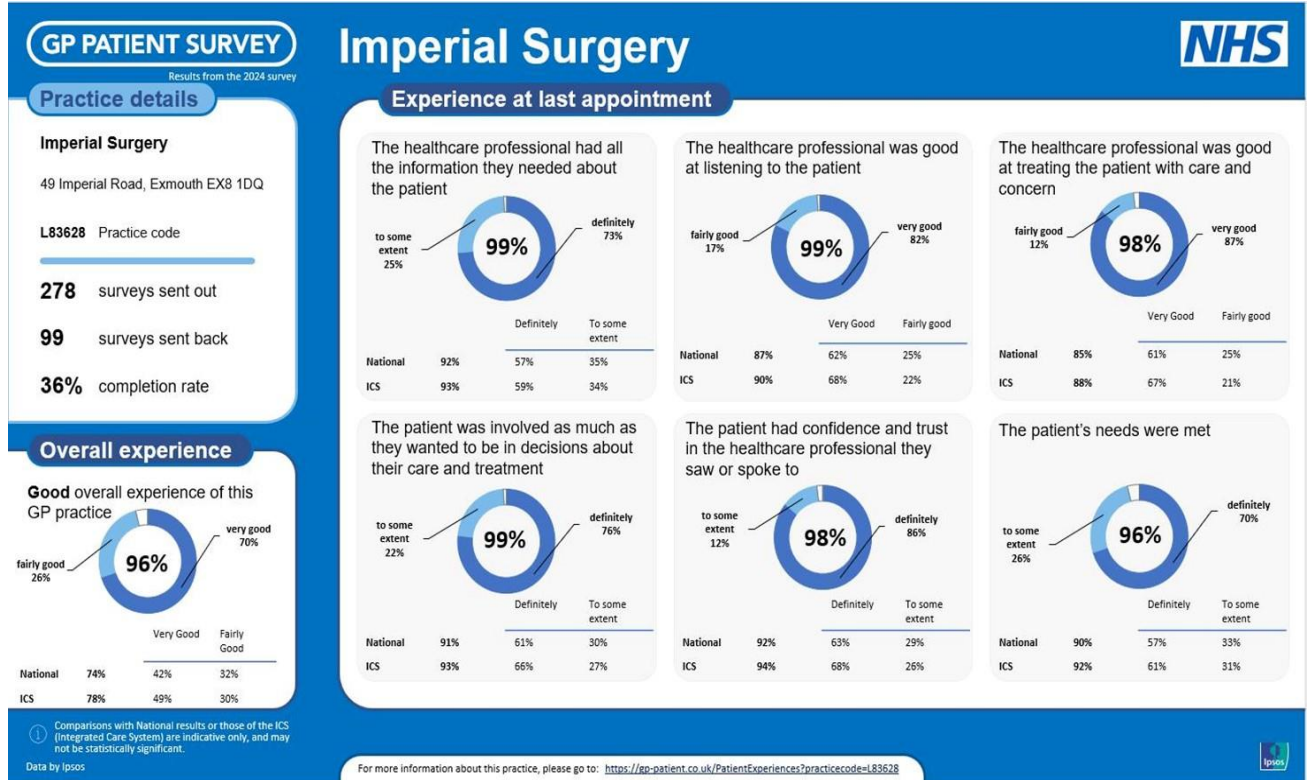 GP PATIENT SURVEY
Results from the 2024 survey
Imperial Surgery
NHS
Practice details
Imperial Surgery
49 Imperial Road, Exmouth EX8 1DQ
L83628 Practice code
278 surveys sent out
99 surveys sent back
36% completion rate
Overall experience
Good overall experience of this
GP practice
very good
70%
fairly good
26%
96%
Very Good Fairly
Good
National 74% 42% 32%
ICS 78% 49% 30%
Comparisons with National results or those of the ICS
(Integrated Care System) are indicative only, and may
not be statistically significant.
Data by Ipsos
Experience at last appointment
The healthcare professional had all
the information they needed about
the patient
definitely
73%
to some
extent
25%
99%
Definitely To some
extent
National 92% 57% 35%
ICS 93% 59% 34%
The healthcare professional was good
at listening to the patient
very good
82%
fairly good
17%
99%
Very Good Fairly good
National 87% 62% 25%
ICS 90% 68% 22%
The healthcare professional was good
at treating the patient with care and
concern
very good
87%
fairly good
12%
98%
Very Good Fairly good
National 85% 61% 25%
ICS 88% 67% 21%
The patient was involved as much as
they wanted to be in decisions about
their care and treatment
definitely
76%
to some
extent
22%
99%
Definitely To some
extent
National 91% 61% 30%
ICS 93% 66% 27%
The patient had confidence and trust
in the healthcare professional they
saw or spoke to
to some
extent
12%
definitely
86%
98%
Definitely To some
extent
National 92% 63% 29%
ICS 94% 68% 26%
The patient's needs were met
definitely
70%
to some
extent
26%
96%
Definitely To some
extent
National 90% 57% 33%
ICS 92% 61% 31%
For more information about this practice, please go to: https://gp-patient.co.uk/PatientExperiences?practicecode=L83628
Ipsos